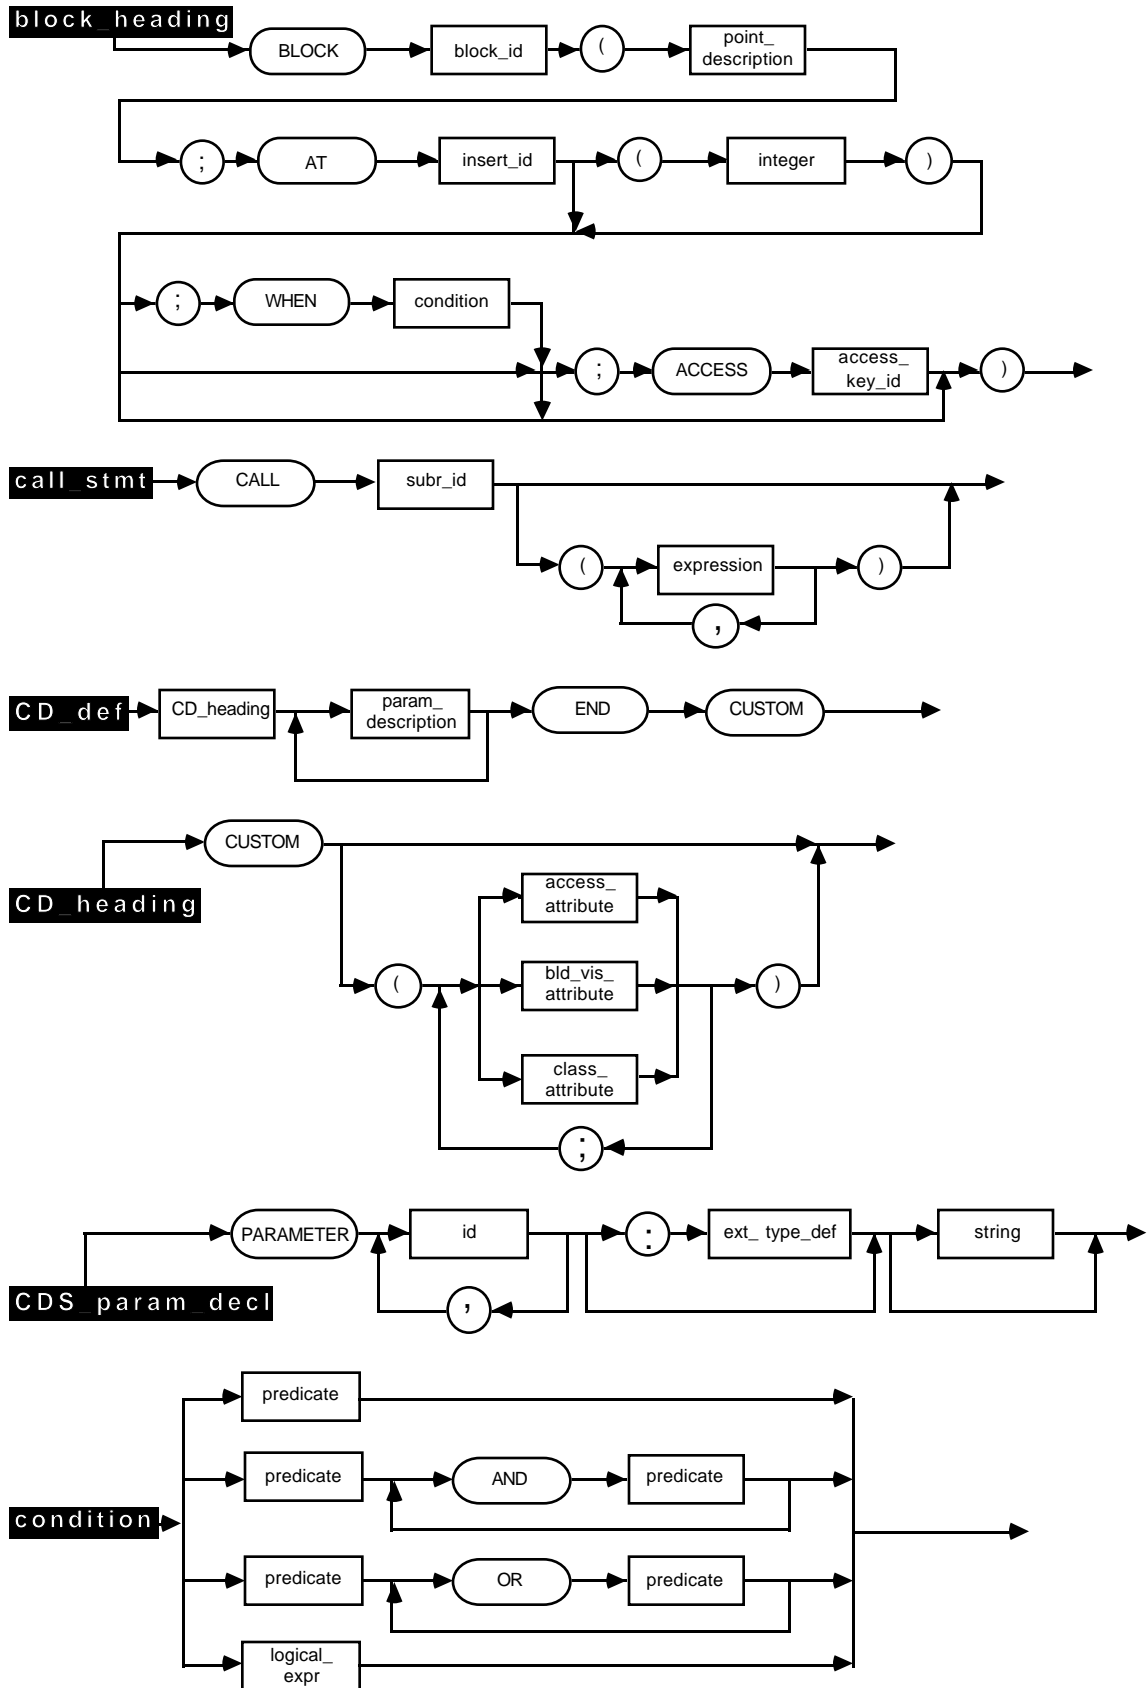 block_heading
BLOCK block_id ( point_
description
; AT insert_id ( integer )
; WHEN condition
; ACCESS access_
key_id )
call_stmt CALL subr_id
( expression )
,
CD_def CD_heading param_
description END CUSTOM
CUSTOM
CD_heading
access_
attribute
( bld_vis_
attribute )
class_
attribute
;
PARAMETER id : ext_ type_def string
CDS_param_decl
,
predicate
predicate AND predicate
condition
predicate OR predicate
logical_
expr